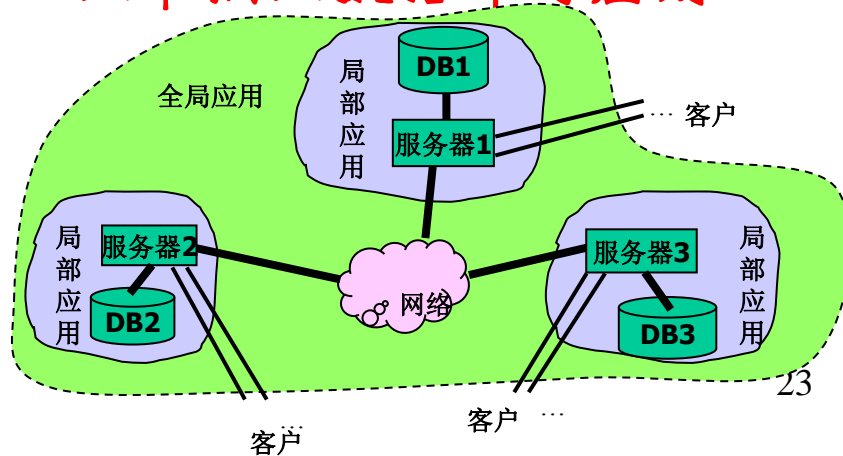 DB1
局部应用
全局应用
服务器1
… 客户
局部应用
服务器2
DB2
网络
服务器3
局部应用
DB3
23
…
客户
客户 …